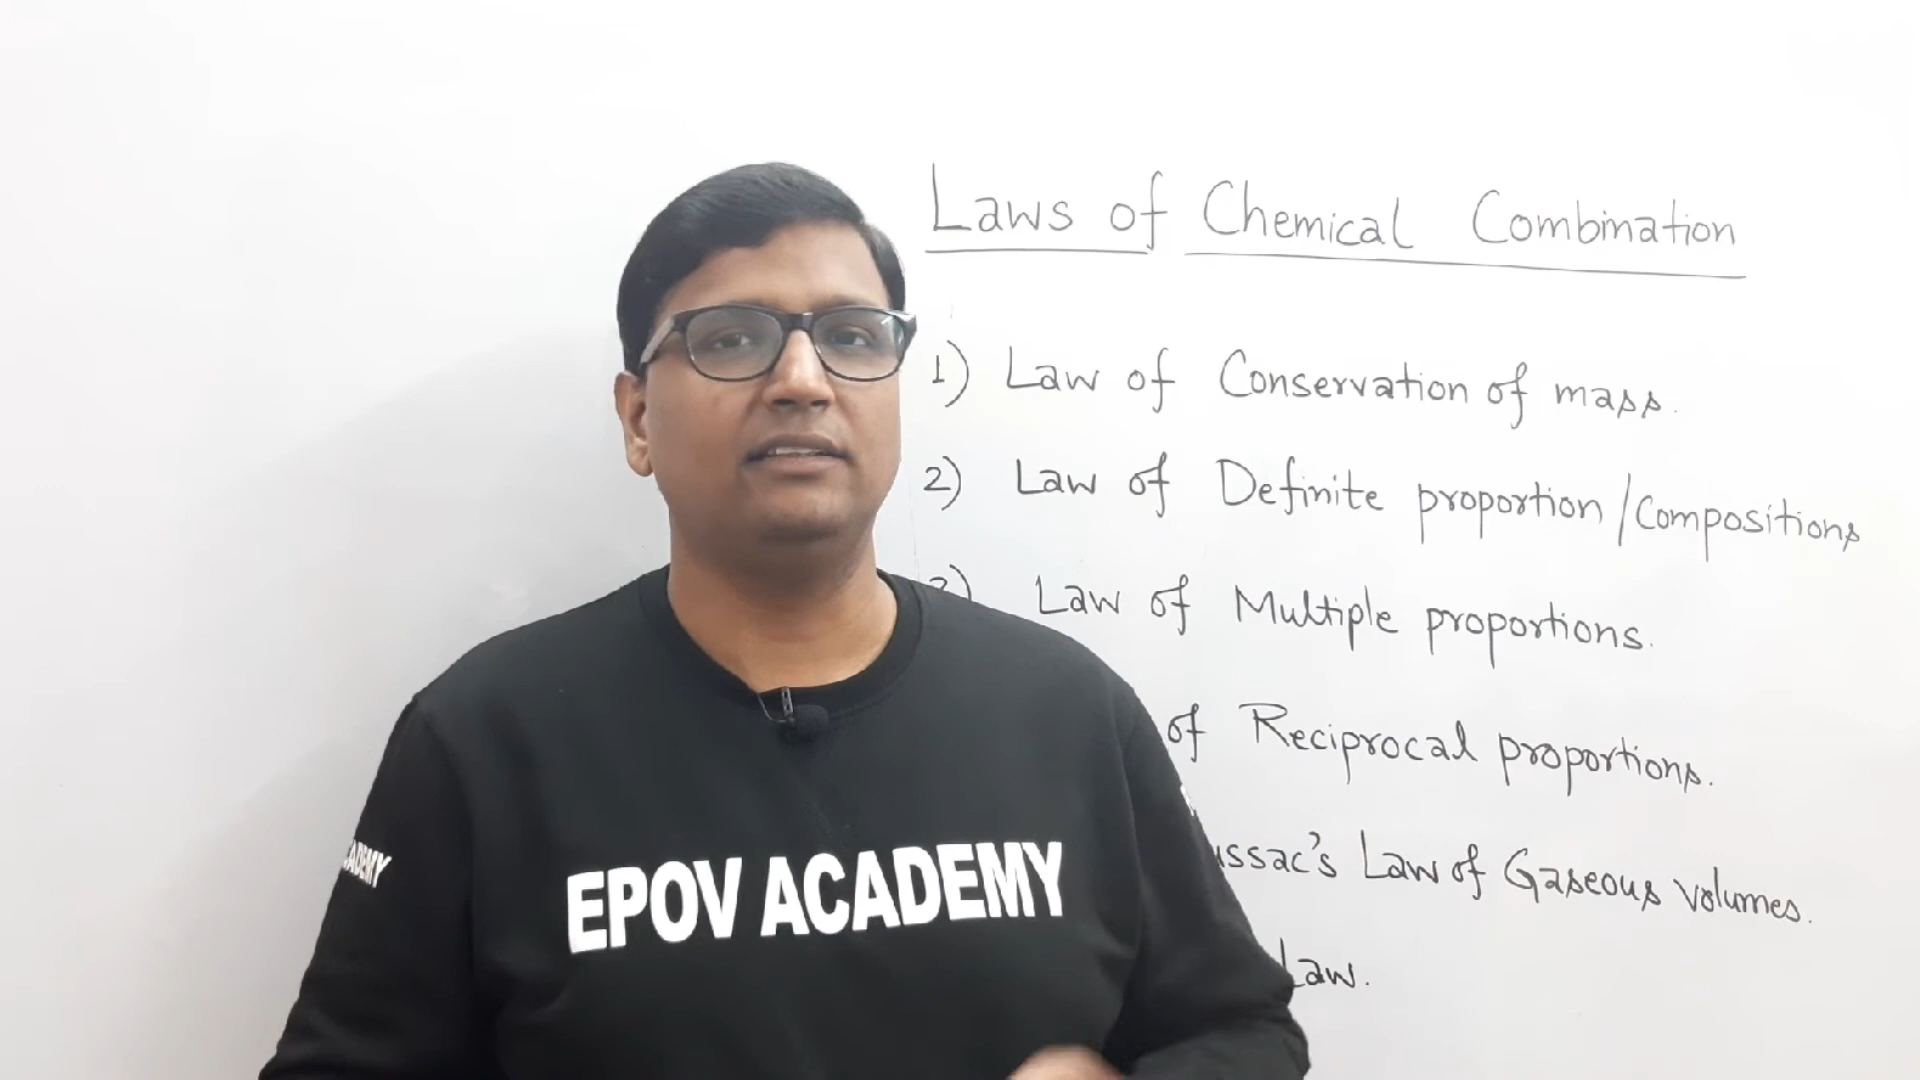 Laws of Chemical Combination
1) Law of Conservation of mass.
2) Law of Definite proportion/Compositions
Law of Multiple proportions.
of Reciprocal proportions.
ussac's Law of Gaseous volumes.
Law.
EPOV ACADEMY
ADEMY